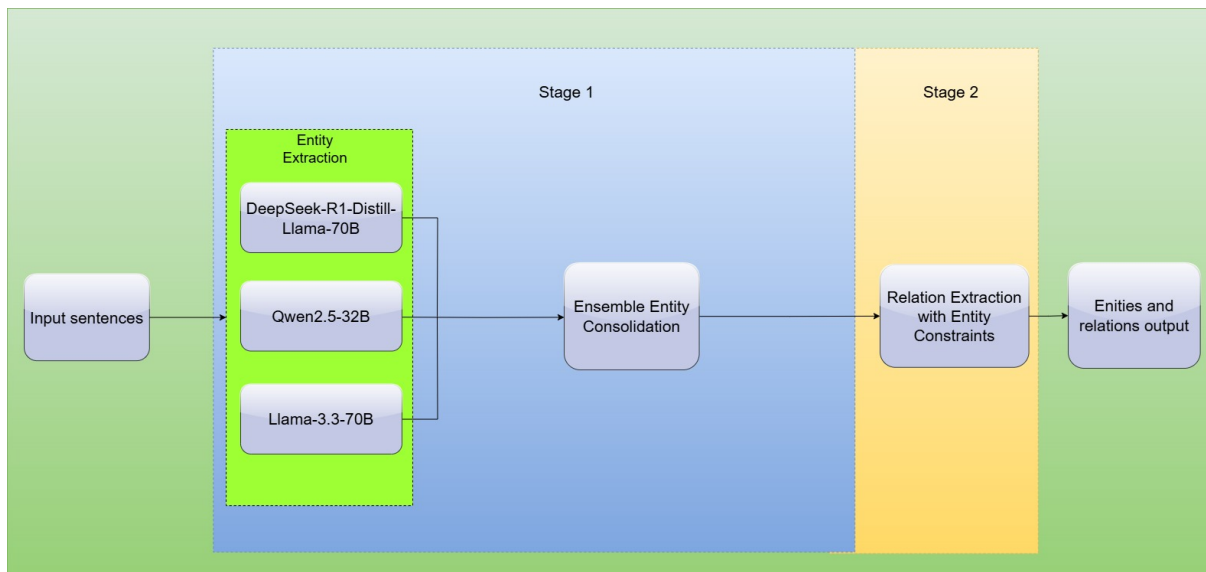 Stage 1
Stage 2
Entity
Extraction
DeepSeek-R1-Distill-
Llama-70B
Input sentences
Qwen2.5-32B
Ensemble Entity
Consolidation
Relation Extraction
with Entity
Constraints
Enities and
relations output
Llama-3.3-70B